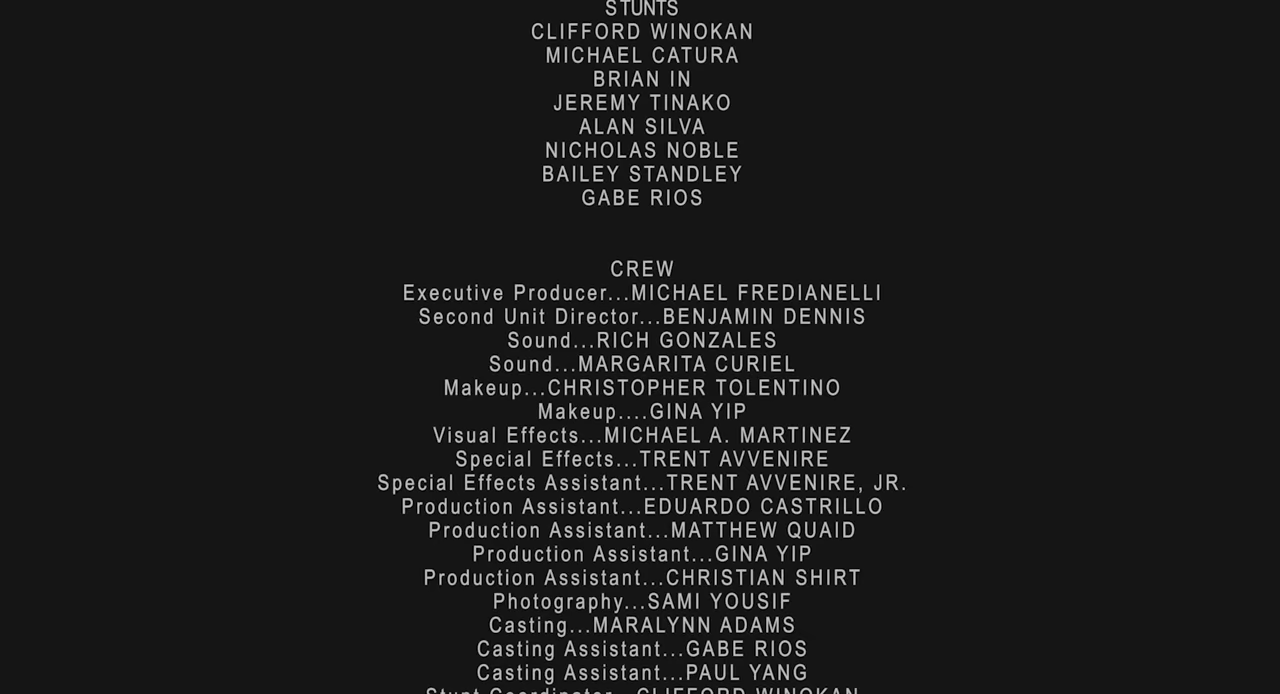 STUNTS
CLIFFORD WINOKAN
MICHAEL CATURA
BRIAN IN
JEREMY TINAKO
ALAN SILVA
NICHOLAS NOBLE
BAILEY STANDLEY
GABE RIOS
CREW
Executive Producer...MICHAEL FREDIANELLI
Second Unit Director...BENJAMIN DENNIS
Sound...RICH GONZALES
Sound...MARGARITA CURIEL
Makeup...CHRISTOPHER TOLENTINO
Makeup....GINA YIP
Visual Effects...MICHAEL A. MARTINEZ
Special Effects...TRENT AVVENIRE
Special Effects Assistant...TRENT AVVENIRE, JR.
Production Assistant...EDUARDO CASTRILLO
Production Assistant...MATTHEW QUAID
Production Assistant...GINA YIP
Production Assistant...CHRISTIAN SHIRT
Photography...SAMI YOUSIF
Casting...MARALYNN ADAMS
Casting Assistant...GABE RIOS
Casting Assistant...PAUL YANG
Stunt Coordinator...CLIFFORD WINOKAN